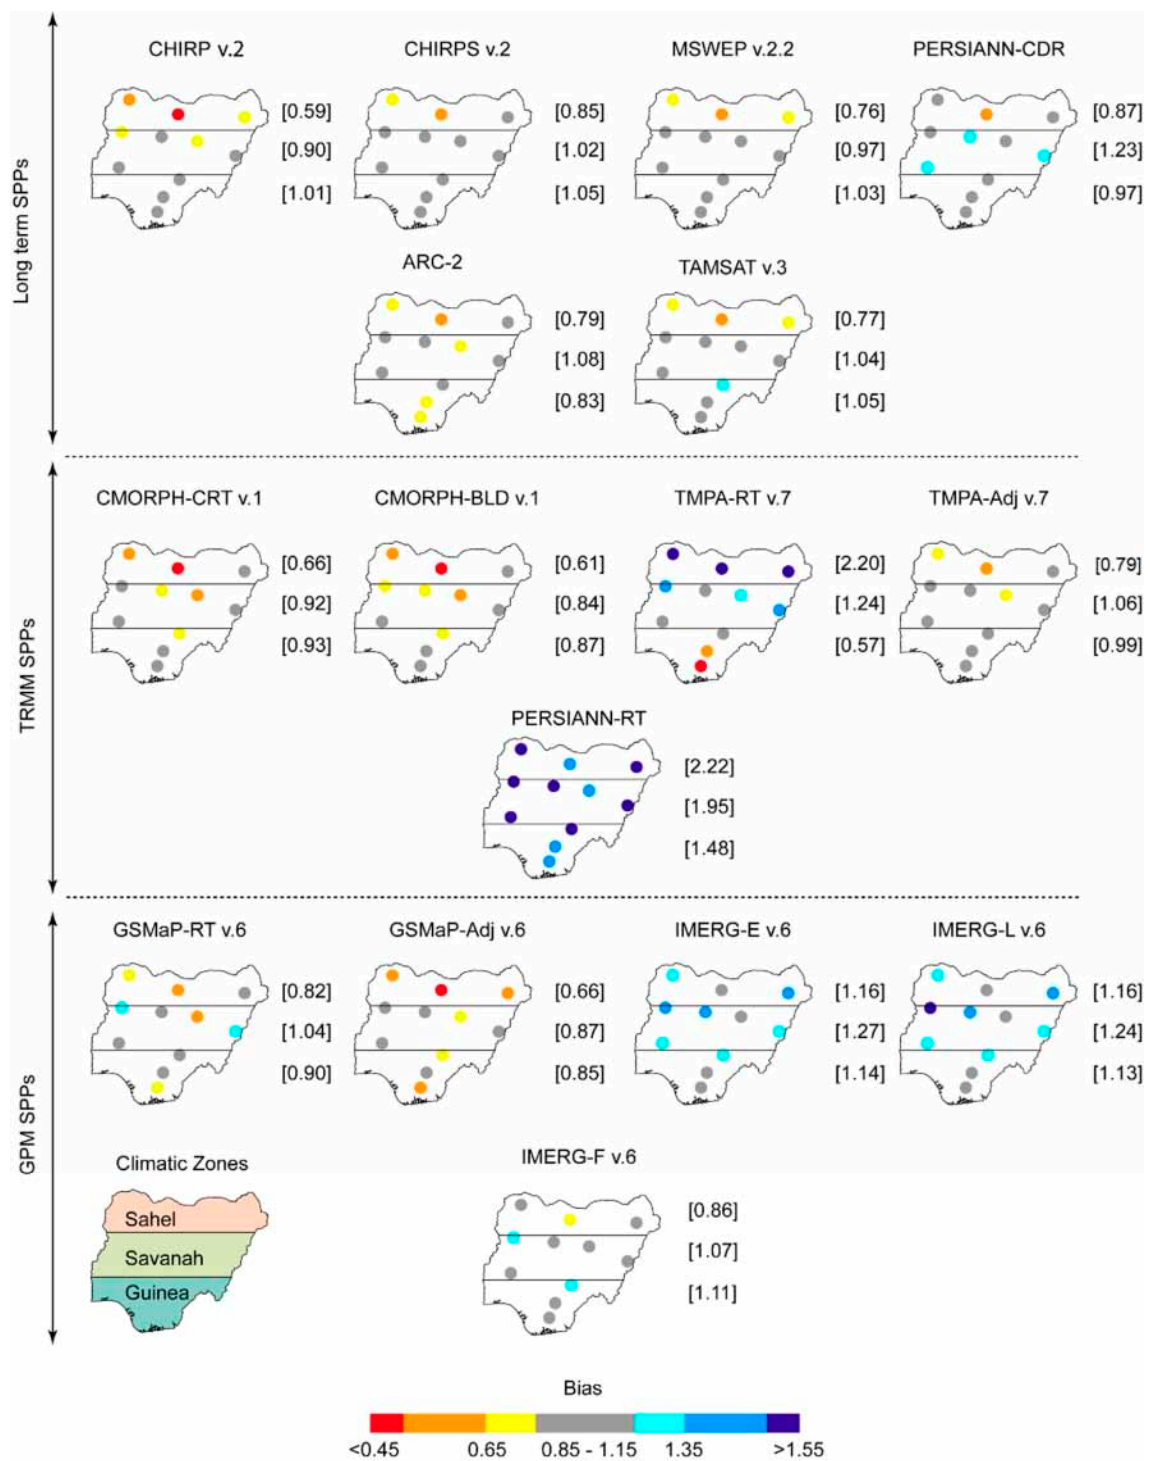 Long term SPPs
CHIRP v.2
CHIRPS v.2
MSWEP v.2.2
PERSIANN-CDR
[0.59]
[0.85]
[0.76]
[0.87]
[0.90]
[1.02]
[0.97]
[1.23]
[1.01]
[1.05]
[1.03]
[0.97]
ARC-2
TAMSAT v.3
[0.79]
[0.77]
[1.08]
[1.04]
[0.83]
[1.05]
TRMM SPPs
CMORPH-CRT v.1
CMORPH-BLD v.1
TMPA-RT v.7
TMPA-Adj v.7
[0.66]
[0.61]
[2.20]
[0.79]
[0.92]
[0.84]
[1.24]
[1.06]
[0.93]
[0.87]
[0.57]
[0.99]
PERSIANN-RT
[2.22]
[1.95]
[1.48]
GPM SPPs
GSMaP-RT v.6
GSMaP-Adj v.6
IMERG-E v.6
IMERG-L v.6
[0.82]
[0.66]
[1.16]
[1.16]
[1.04]
[0.87]
[1.27]
[1.24]
[0.90]
[0.85]
[1.14]
[1.13]
Climatic Zones
Sahel
Savanah
Guinea
IMERG-F v.6
[0.86]
[1.07]
[1.11]
Bias
<0.45 0.65 0.85 - 1.15 1.35 >1.55